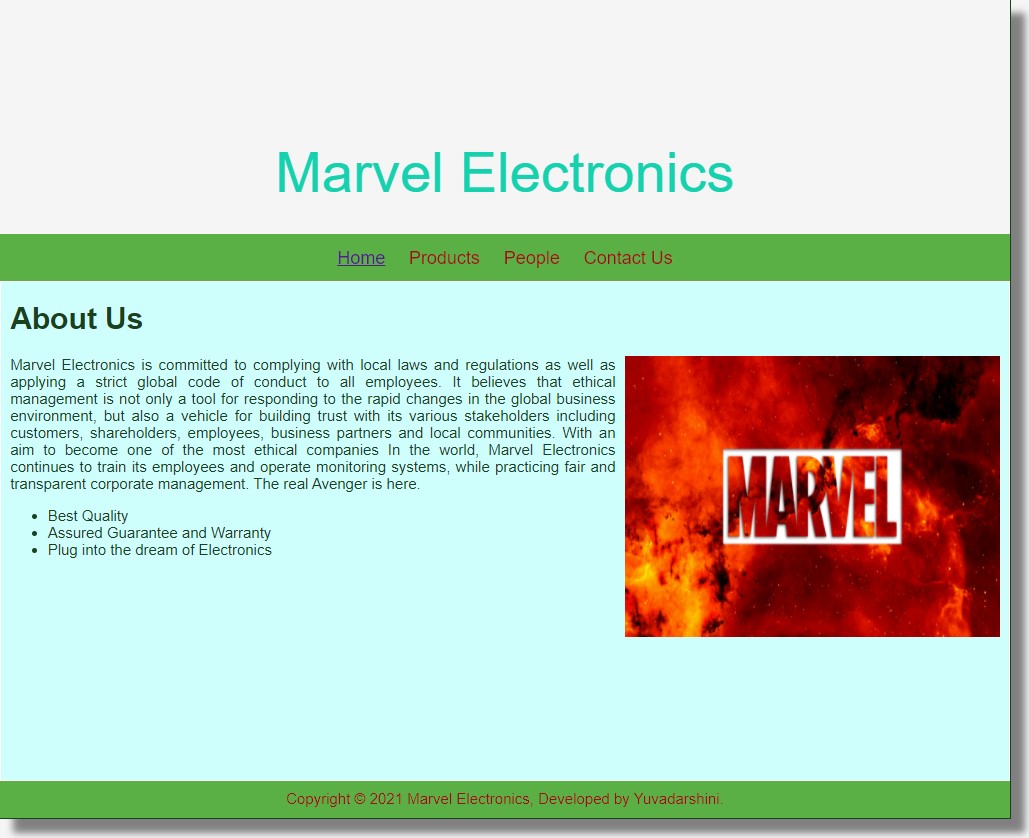 Marvel Electronics
Home Products People Contact Us
About Us
Marvel Electronics is committed to complying with local laws and regulations as well as
applying a strict global code of conduct to all employees. It believes that ethical
management is not only a tool for responding to the rapid changes in the global business
environment, but also a vehicle for building trust with its various stakeholders including
customers, shareholders, employees, business partners and local communities. With an
aim to become one of the most ethical companies In the world, Marvel Electronics
continues to train its employees and operate monitoring systems, while practicing fair and
transparent corporate management. The real Avenger is here.
• Best Quality
• Assured Guarantee and Warranty
• Plug into the dream of Electronics
MARVEL
Copyright © 2021 Marvel Electronics, Developed by Yuvadarshini.